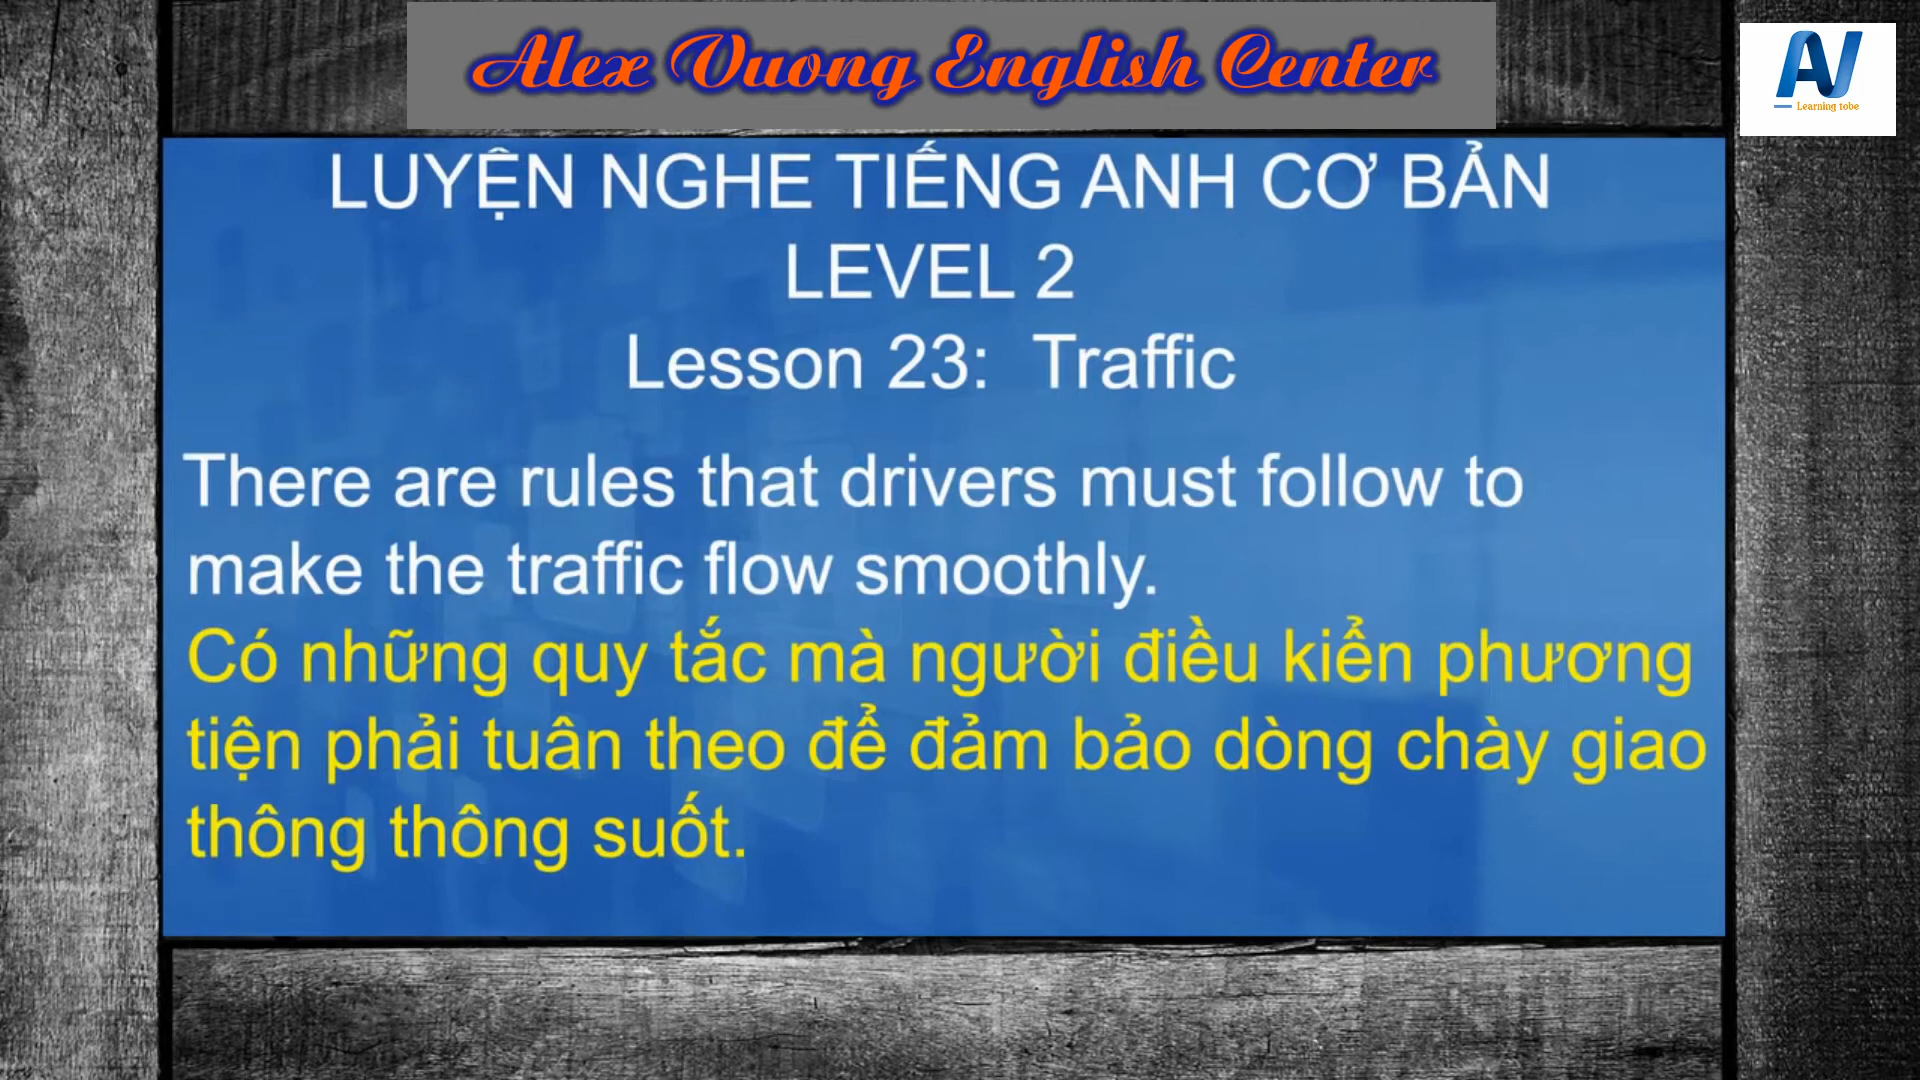 Alex Vuong English Center
AV
Learning tobe
LUYỆN NGHE TIẾNG ANH CƠ BẢN
LEVEL 2
Lesson 23: Traffic
There are rules that drivers must follow to
make the traffic flow smoothly.
Có những quy tắc mà người điều kiển phương
tiện phải tuân theo để đảm bảo dòng chày giao
thông thông suốt.